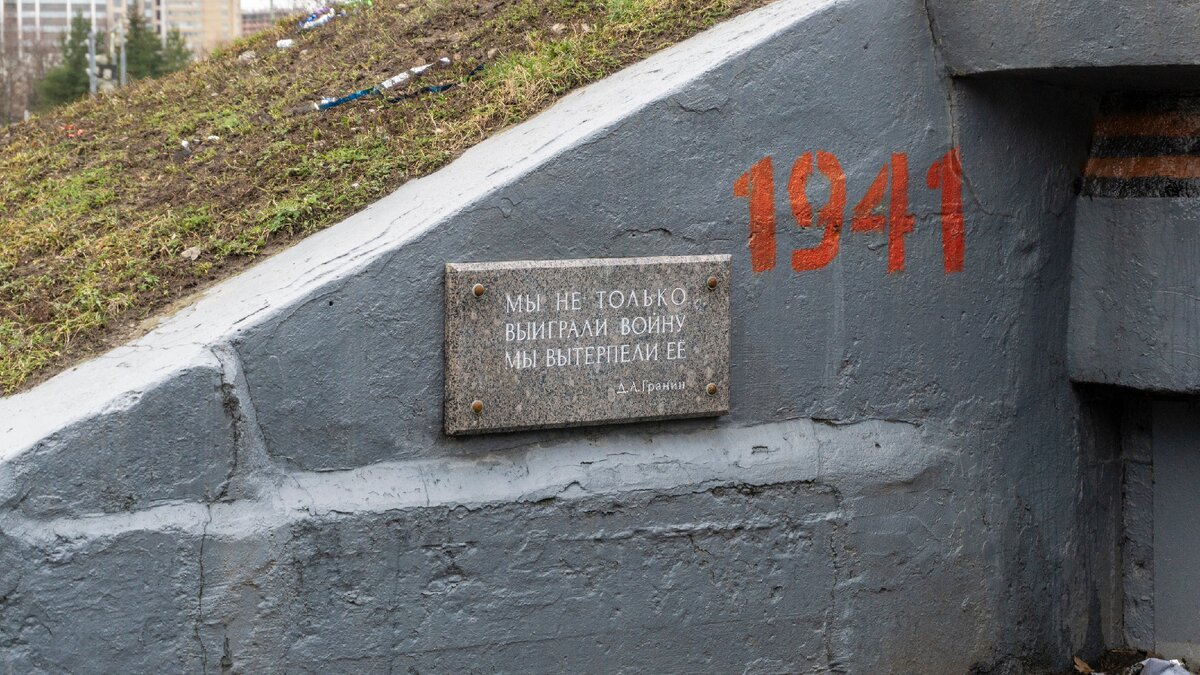 1941
МЫ НЕ ТОЛЬКО
ВЫИГРАЛИ ВОЙНУ
МЫ ВЫТЕРПЕЛИ ЕЕ
Д.А.Гранин